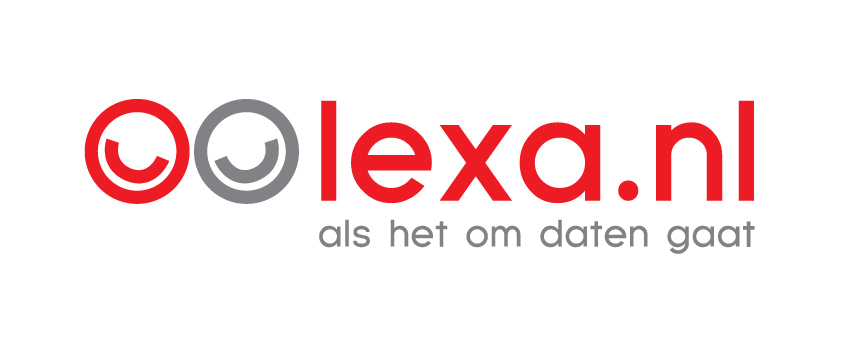 lexa.nl
als het om daten gaat